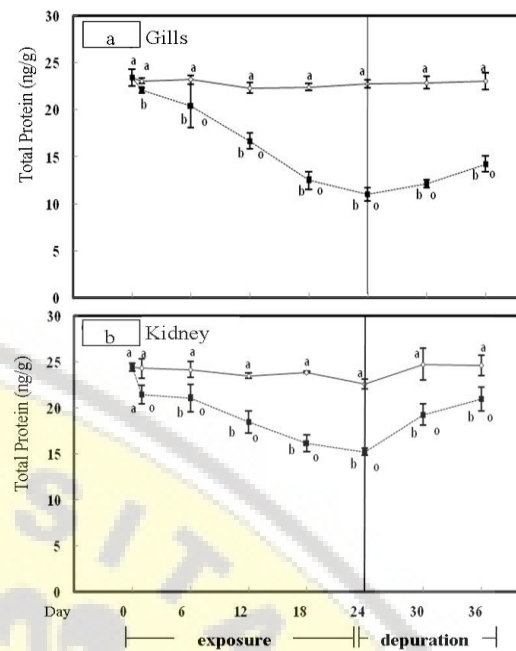 30
a Gills
25
20
15
10
5
0
Total Protein (ng/g)
a a a a a a a a
b b o b o b o b o b o b o
30
b Kidney
25
20
15
10
5
0
Total Protein (ng/g)
a a a a a a a a
a o b o b o b o b o b o b o
Day 0 6 12 18 24 30 36
exposure depuration
S I T A